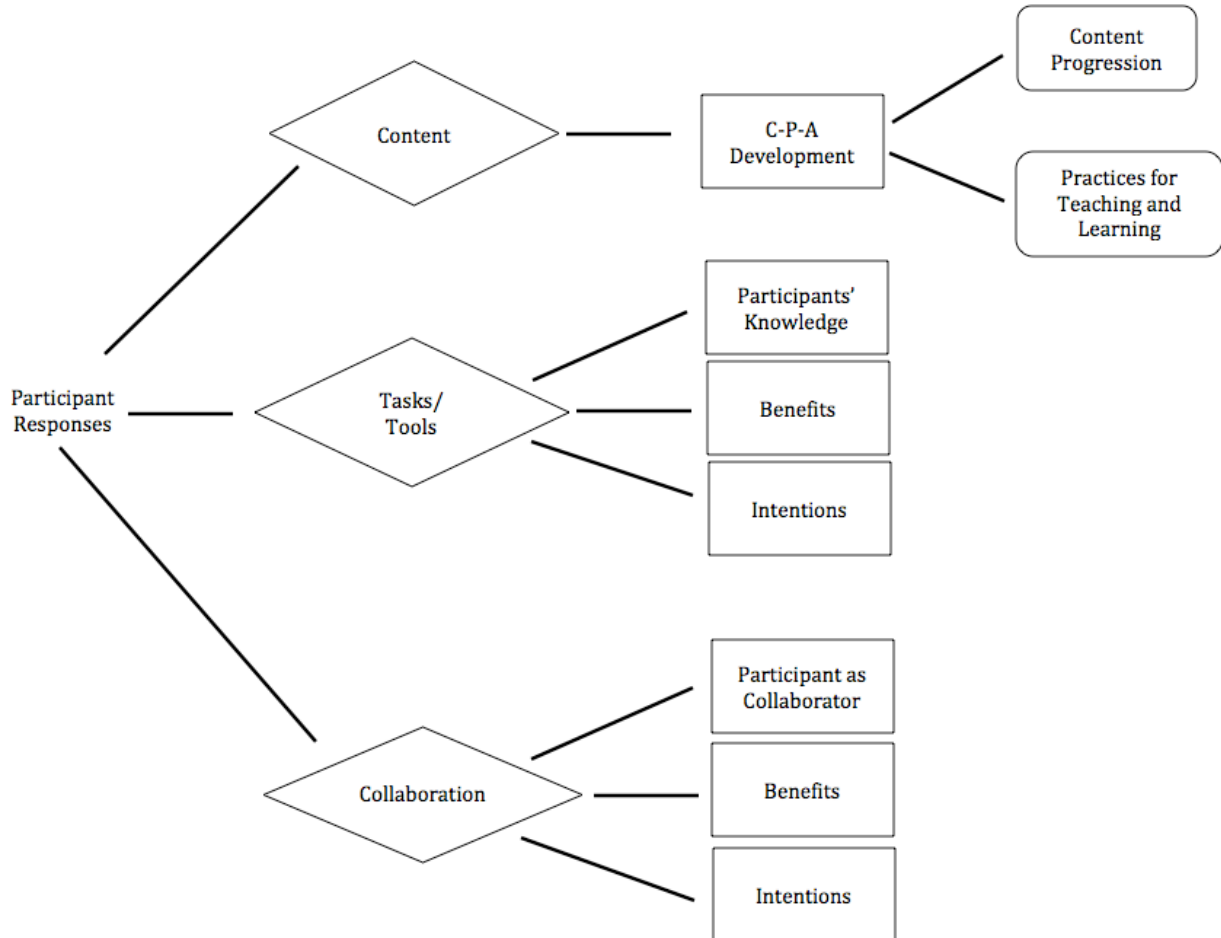 Content
Progression
Content
C-P-A
Development
Practices for
Teaching and
Learning
Participants’
Knowledge
Participant
Responses
Tasks/
Tools
Benefits
Intentions
Participant as
Collaborator
Collaboration
Benefits
Intentions